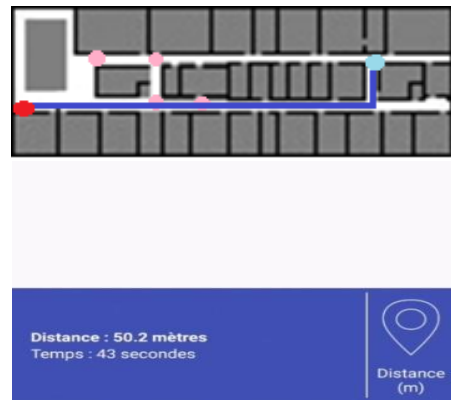 Distance : 50.2 mètres
Temps : 43 secondes
Distance
(m)